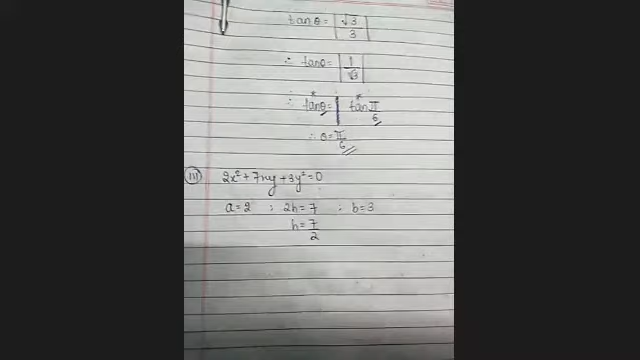 tanθ = | √3/3 |
∴ tanθ = | 1/√3 |
∴ tanθ = | tan π/6
∴ θ = π/6
(iii) 2x² + 7xy + 3y² = 0
a = 2 ; 2h = 7 ; b = 3
h = 7/2